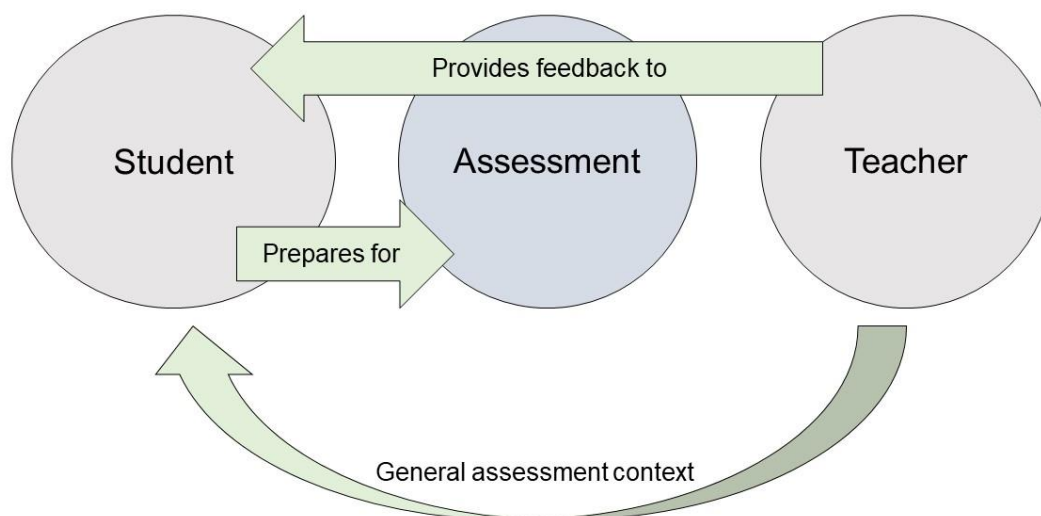 Provides feedback to
Student
Assessment
Teacher
Prepares for
General assessment context